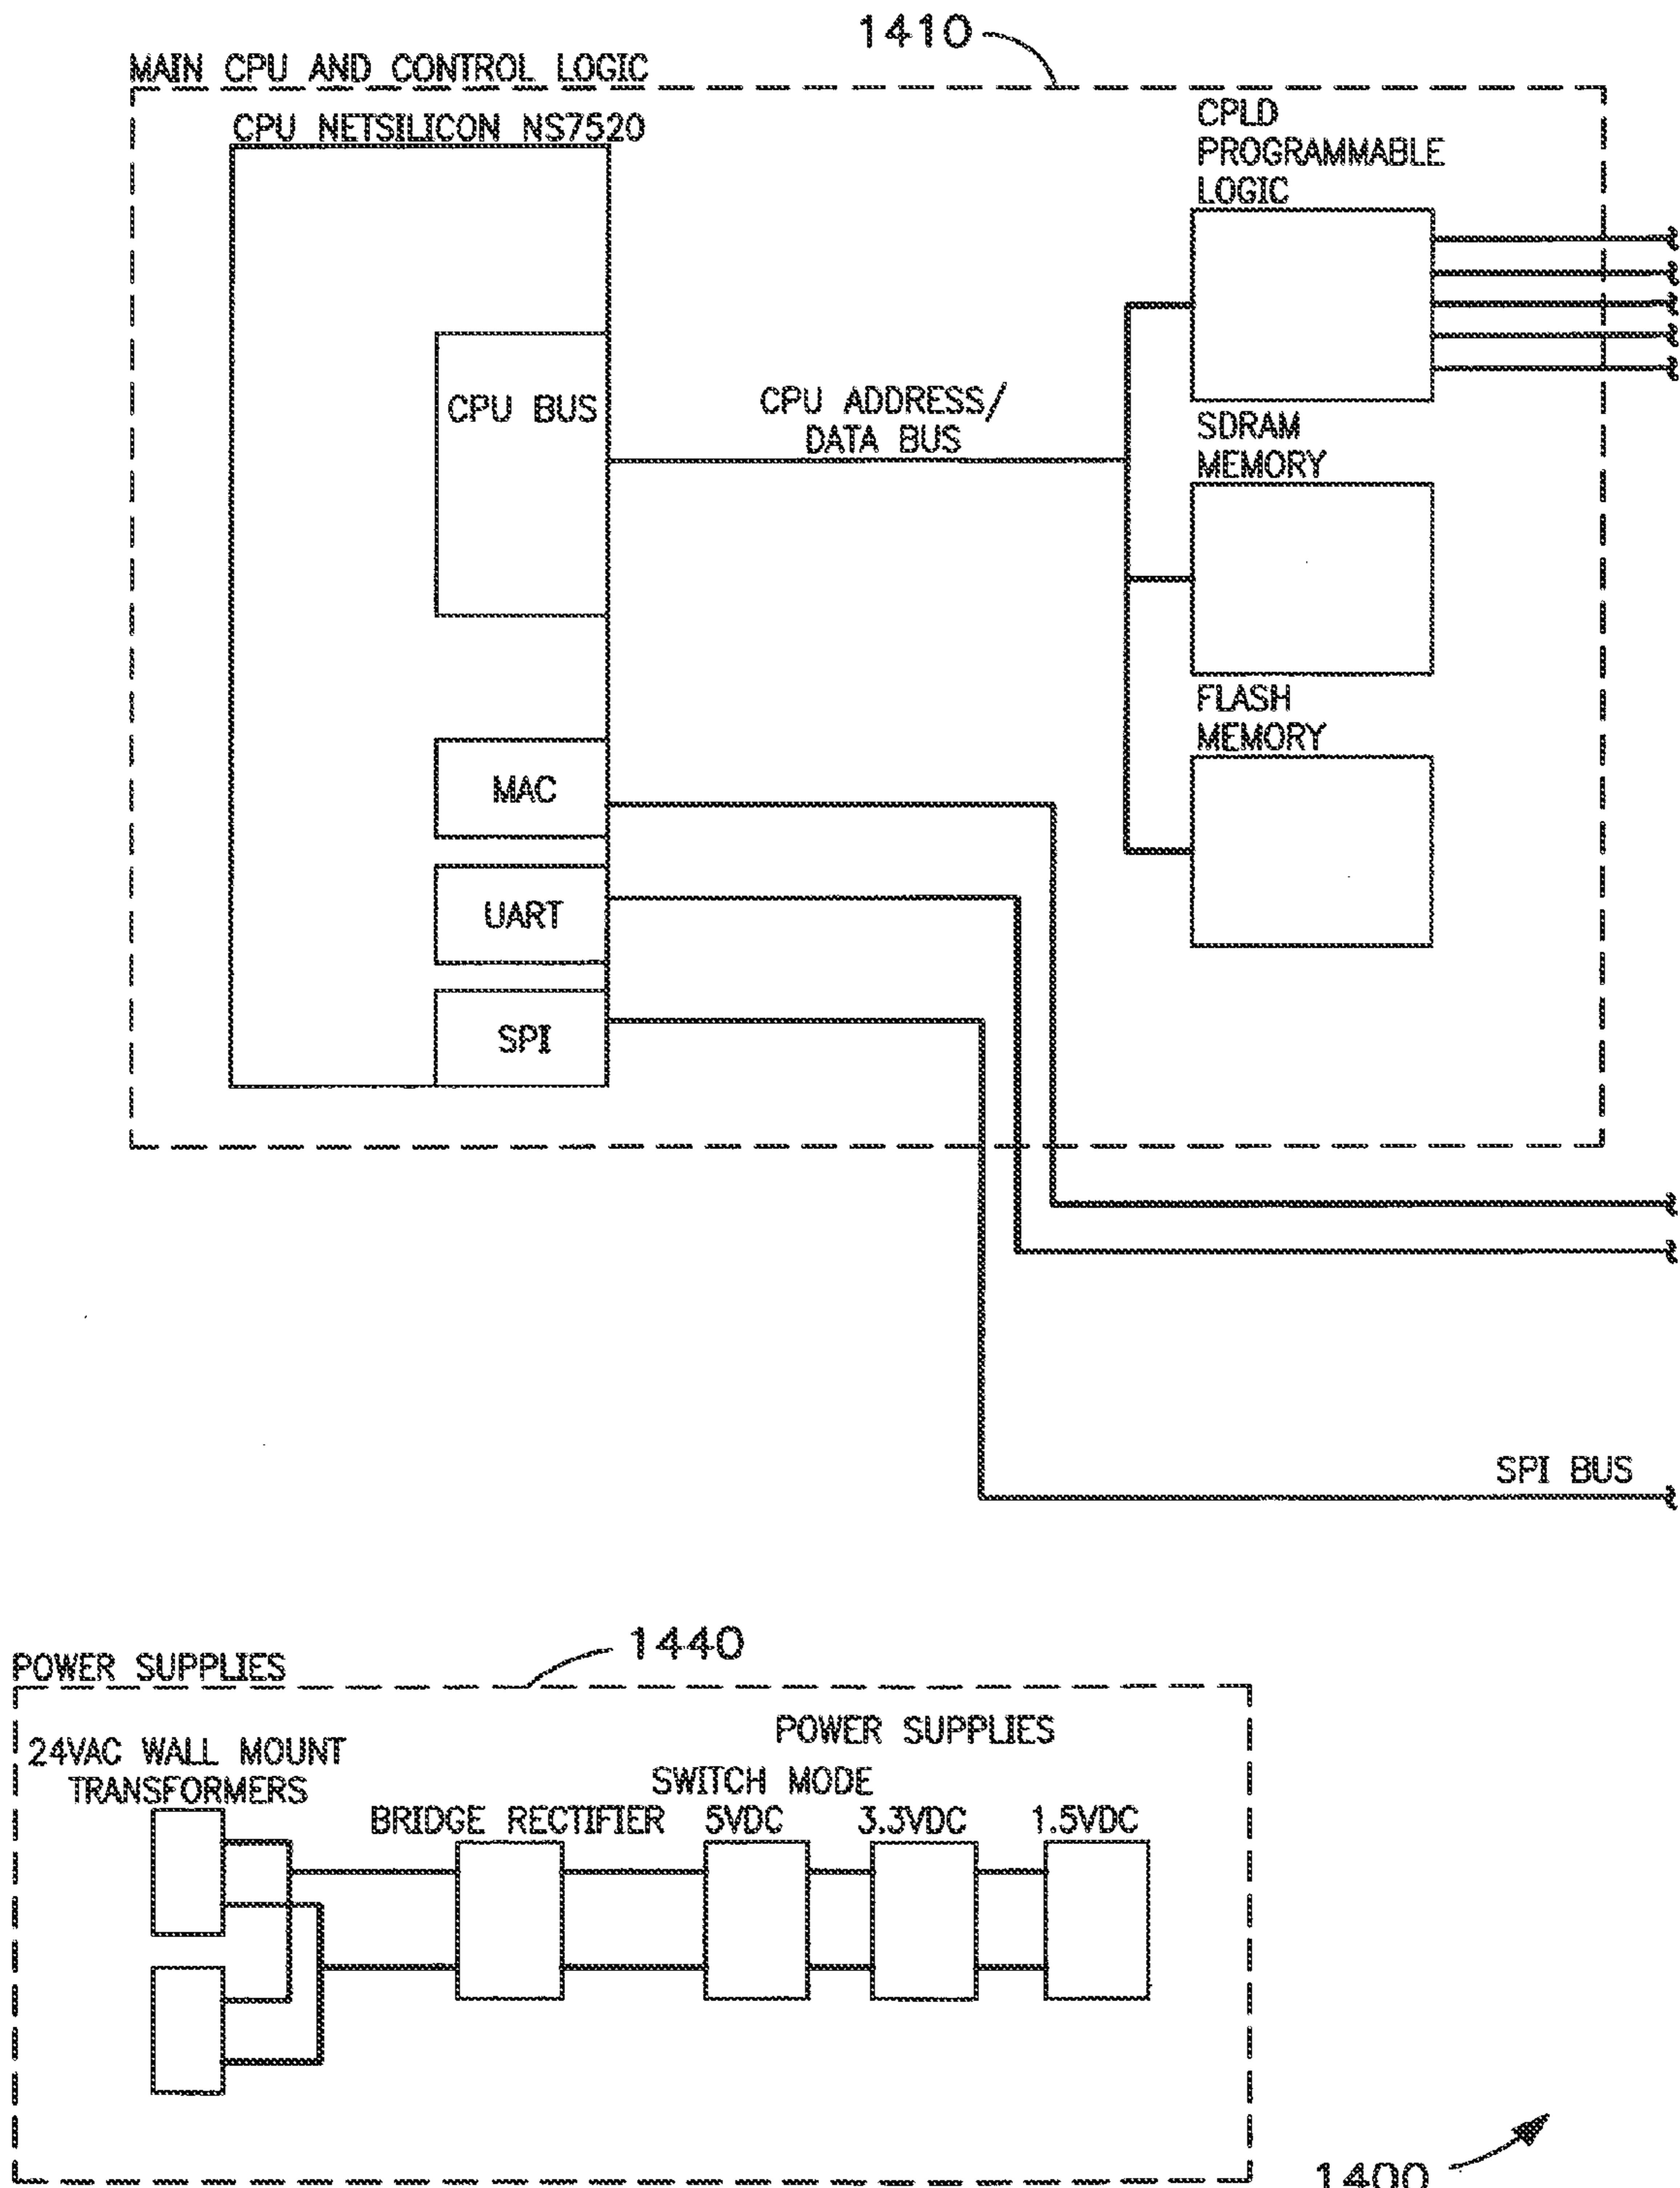 1410
MAIN CPU AND CONTROL LOGIC
CPU NETSILICON NS7520
CPLD
PROGRAMMABLE
LOGIC
CPU BUS
CPU ADDRESS/
DATA BUS
SDRAM
MEMORY
FLASH
MEMORY
MAC
UART
SPI
SPI BUS
1440
POWER SUPPLIES
24VAC WALL MOUNT
TRANSFORMERS
POWER SUPPLIES
SWITCH MODE
BRIDGE RECTIFIER
5VDC
3.3VDC
1.5VDC
1400